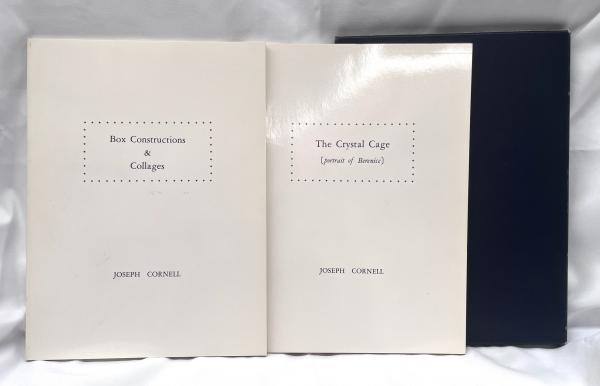 Box Constructions
&
Collages
JOSEPH CORNELL
The Crystal Cage
[portrait of Berenice]
JOSEPH CORNELL